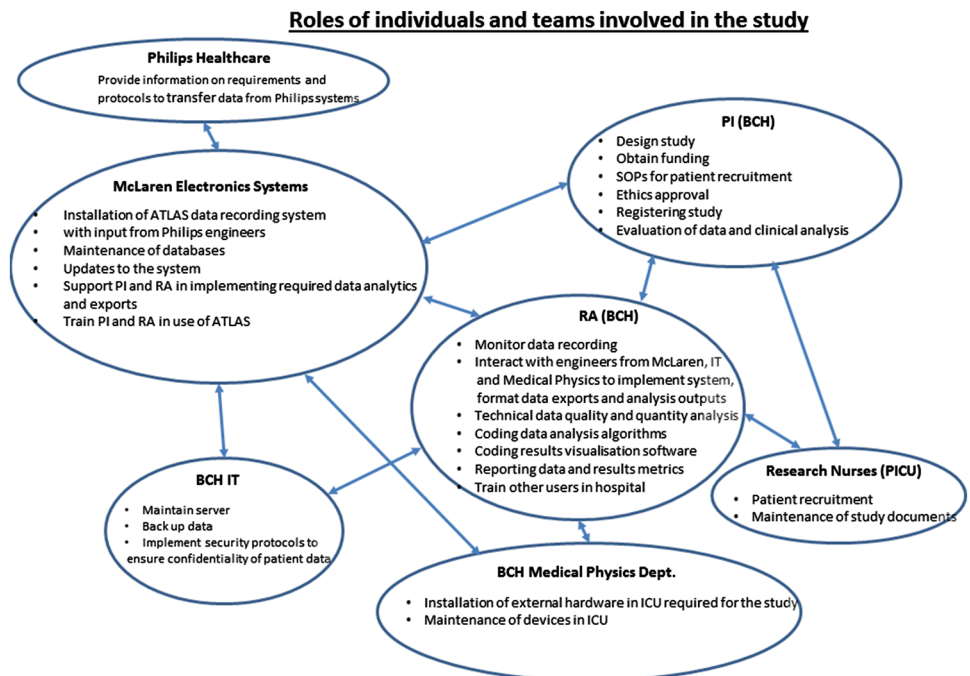 Roles of individuals and teams involved in the study
Philips Healthcare
Provide information on requirements and
protocols to transfer data from Philips systems
PI (BCH)
• Design study
• Obtain funding
• SOPs for patient recruitment
• Ethics approval
• Registering study
• Evaluation of data and clinical analysis
McLaren Electronics Systems
• Installation of ATLAS data recording system
• with input from Philips engineers
• Maintenance of databases
• Updates to the system
• Support PI and RA in implementing required data analytics
and exports
• Train PI and RA in use of ATLAS
RA (BCH)
• Monitor data recording
• Interact with engineers from McLaren, IT
and Medical Physics to implement system,
format data exports and analysis outputs
• Technical data quality and quantity analysis
• Coding data analysis algorithms
• Coding results visualisation software
• Reporting data and results metrics
• Train other users in hospital
BCH IT
• Maintain server
• Back up data
• Implement security protocols to
ensure confidentiality of patient data
Research Nurses (PICU)
• Patient recruitment
• Maintenance of study documents
BCH Medical Physics Dept.
• Installation of external hardware in ICU required for the study
• Maintenance of devices in ICU